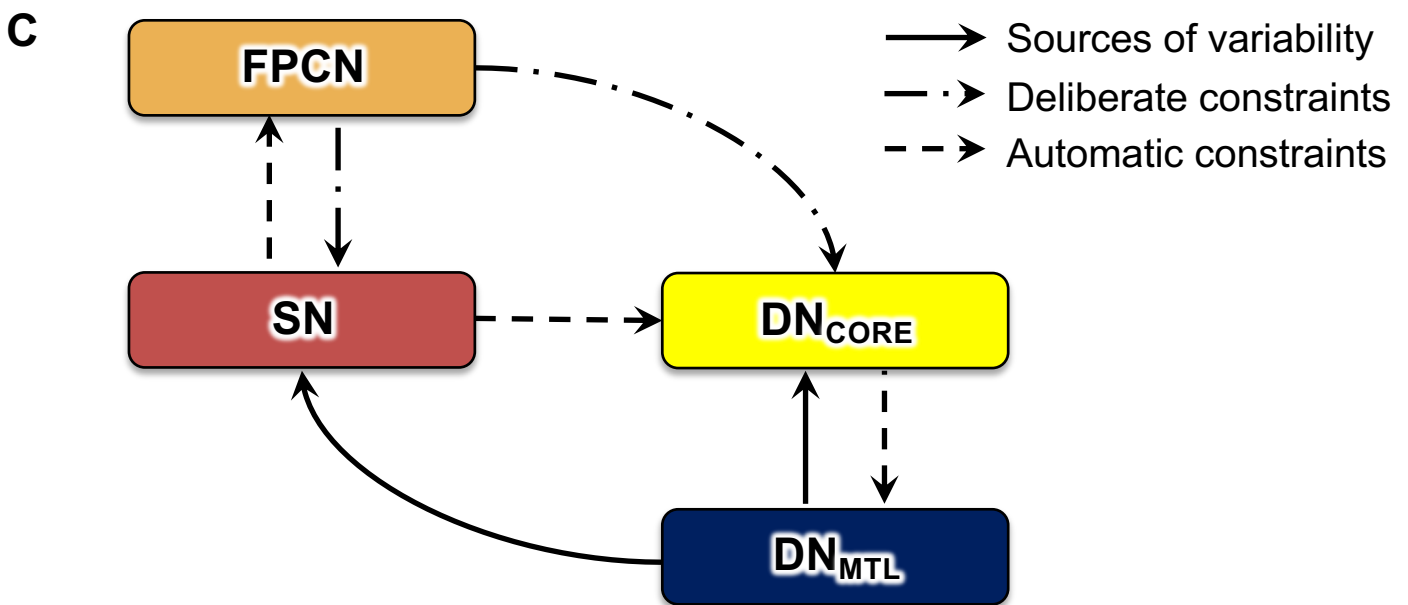 C
FPCN
Sources of variability
Deliberate constraints
Automatic constraints
SN
DNCORE
DNMTL